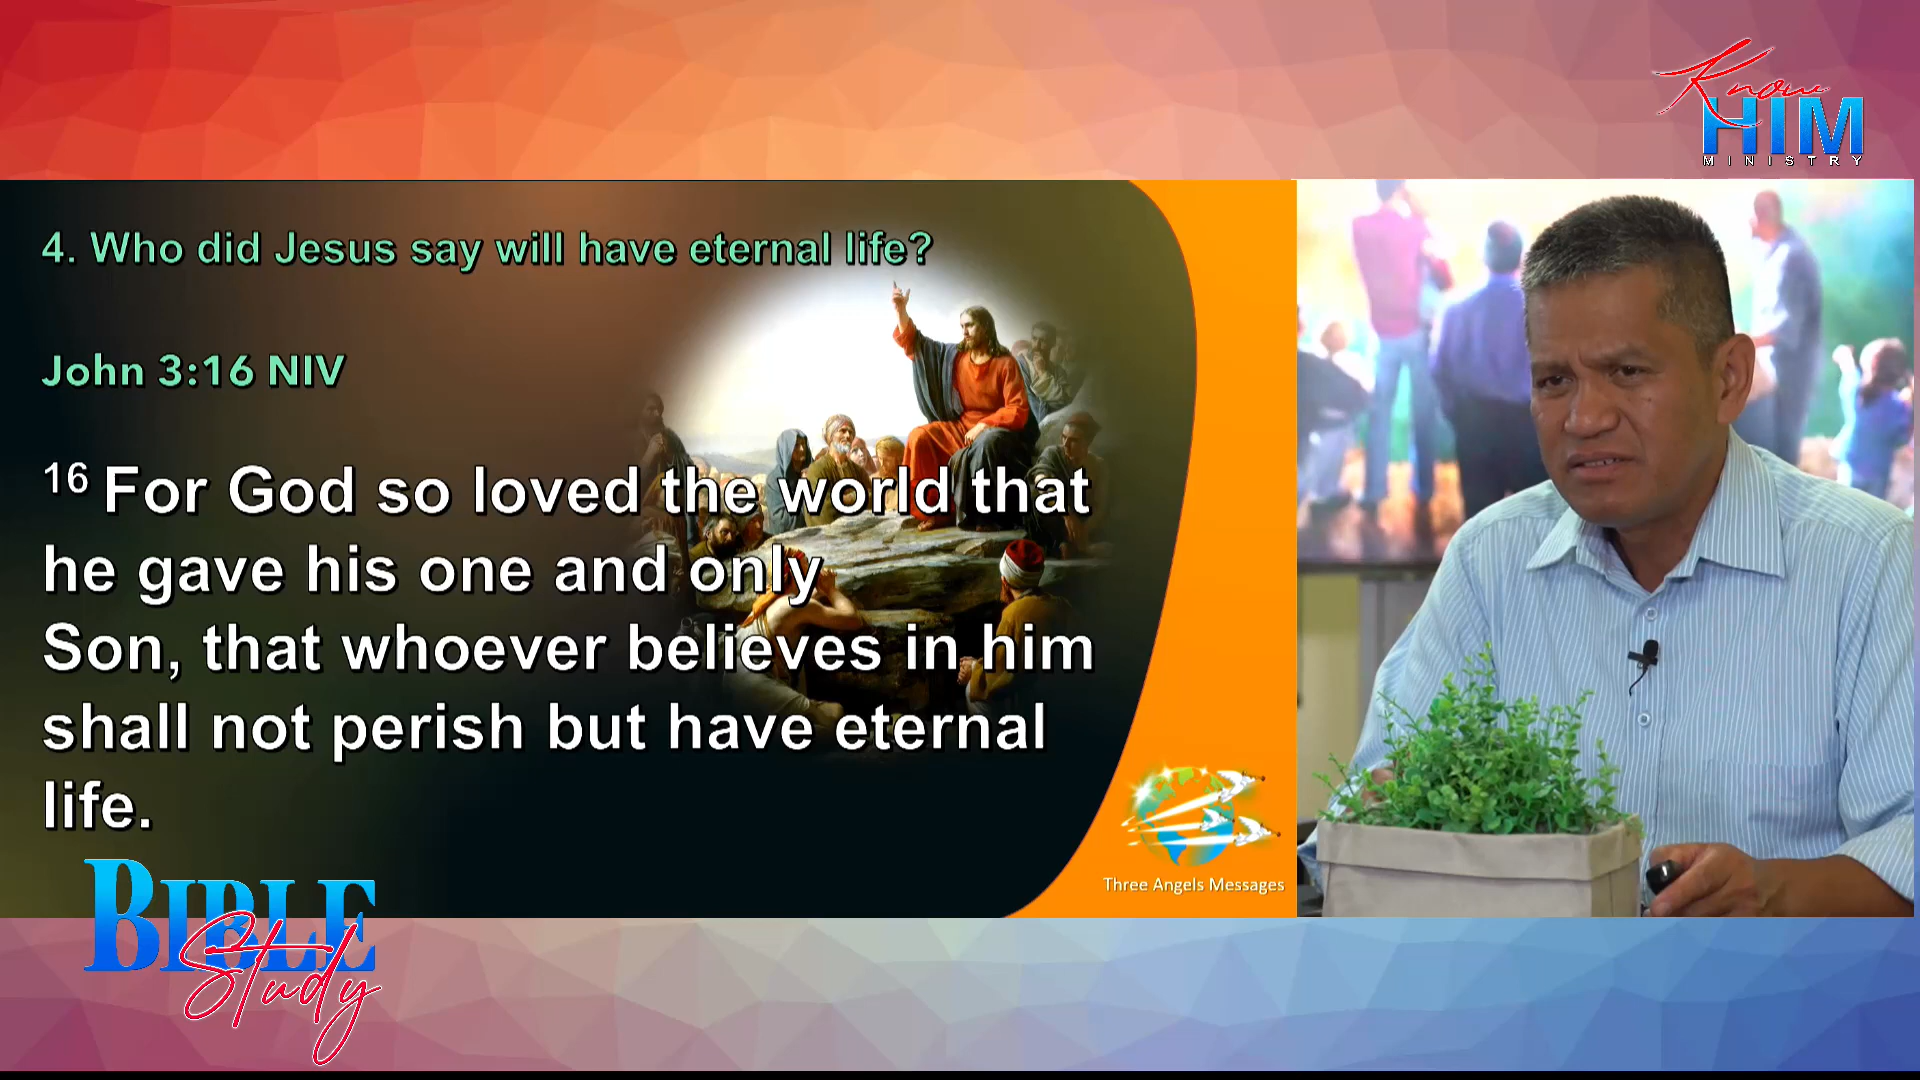 Know
HIM
MINISTRY
4. Who did Jesus say will have eternal life?
John 3:16 NIV
16 For God so loved the world that
he gave his one and only
Son, that whoever believes in him
shall not perish but have eternal
life.
Three Angels Messages
BIBLE
Study